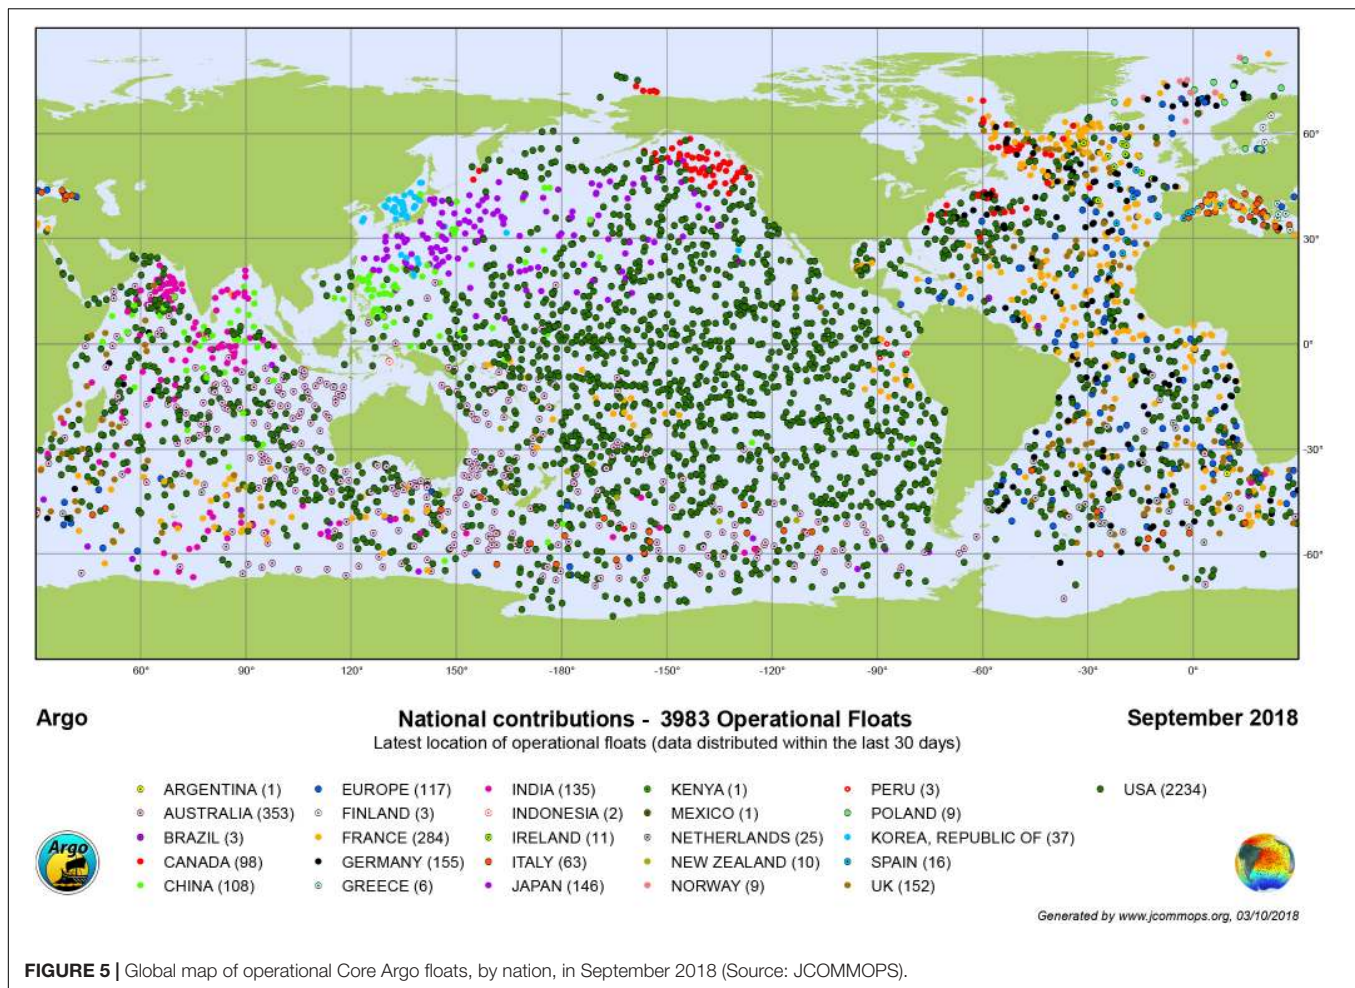 60°
30°
0°
-30°
-60°
60°
90°
120°
150°
-180°
-150°
-120°
-90°
-60°
-30°
0°
Argo
National contributions - 3983 Operational Floats
September 2018
Latest location of operational floats (data distributed within the last 30 days)
ARGENTINA (1)
AUSTRALIA (353)
BRAZIL (3)
CANADA (98)
CHINA (108)
EUROPE (117)
FINLAND (3)
FRANCE (284)
GERMANY (155)
GREECE (6)
INDIA (135)
INDONESIA (2)
IRELAND (11)
ITALY (63)
JAPAN (146)
KENYA (1)
MEXICO (1)
NETHERLANDS (25)
NEW ZEALAND (10)
NORWAY (9)
PERU (3)
POLAND (9)
KOREA, REPUBLIC OF (37)
SPAIN (16)
UK (152)
USA (2234)
Argo
Generated by www.jcommops.org, 03/10/2018
FIGURE 5 | Global map of operational Core Argo floats, by nation, in September 2018 (Source: JCOMMOPS).